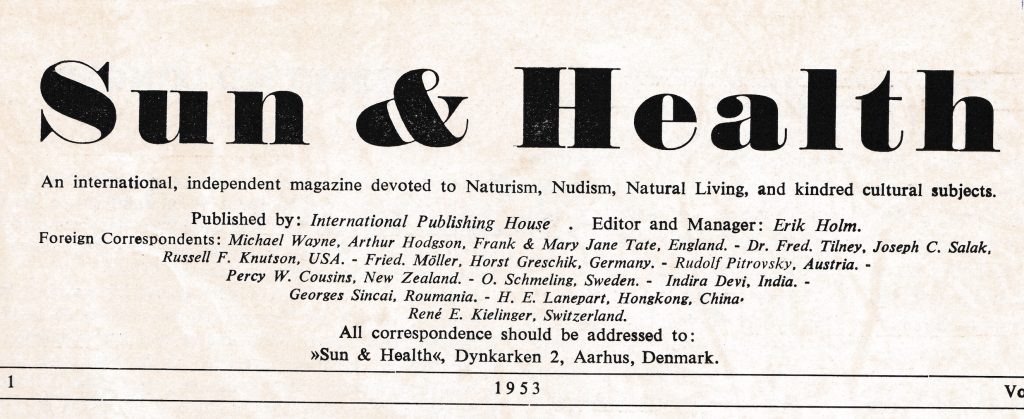 Sun & Health
An international, independent magazine devoted to Naturism, Nudism, Natural Living, and kindred cultural subjects.
Published by: International Publishing House . Editor and Manager: Erik Holm.
Foreign Correspondents: Michael Wayne, Arthur Hodgson, Frank & Mary Jane Tate, England. - Dr. Fred. Tilney, Joseph C. Salak,
Russell F. Knutson, USA. - Fried. Möller, Horst Greschik, Germany. - Rudolf Pitrovsky, Austria. -
Percy W. Cousins, New Zealand. - O. Schmeling, Sweden. - Indira Devi, India. -
Georges Sincai, Roumania. - H. E. Lanepart, Hongkong, China.
René E. Kielinger, Switzerland.
All correspondence should be addressed to:
»Sun & Health«, Dynkarken 2, Aarhus, Denmark.
1 1953